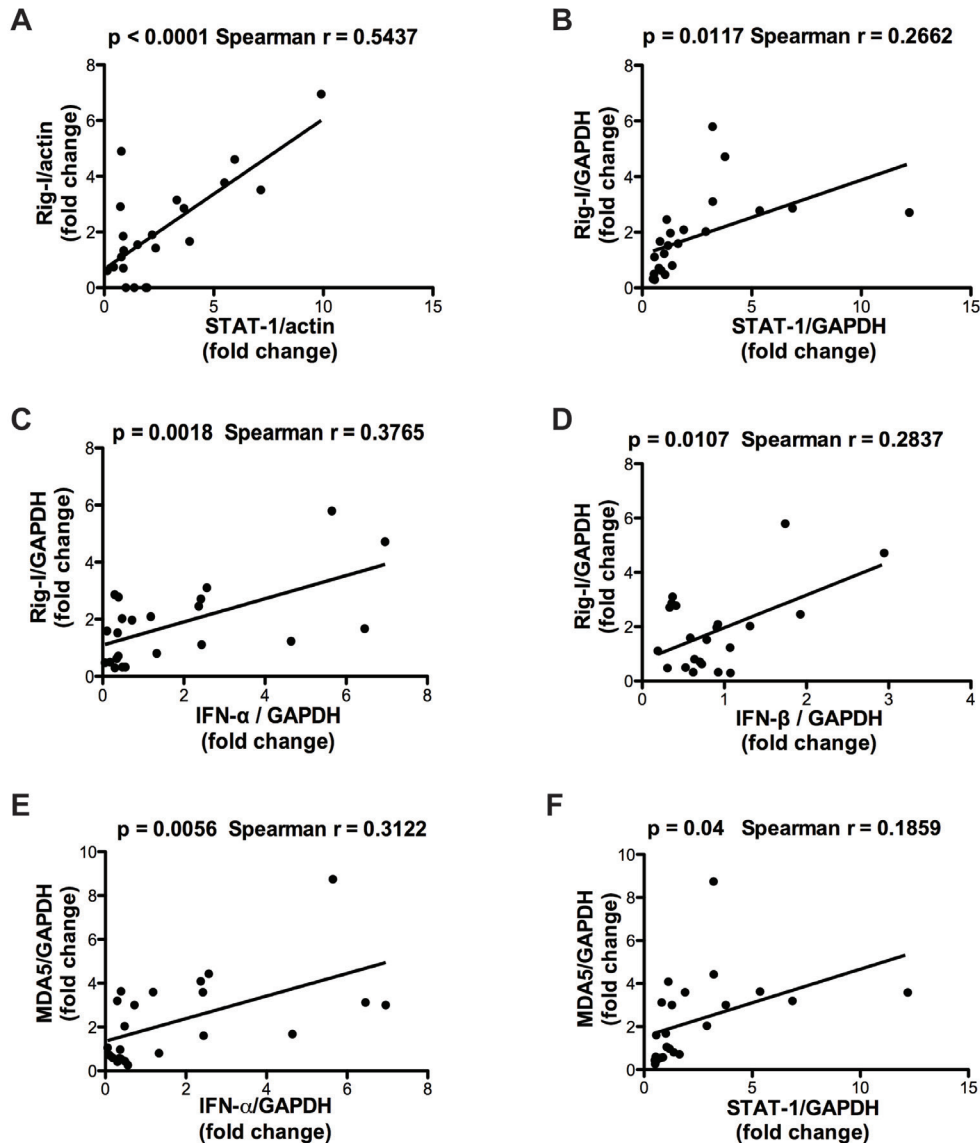 A
p < 0.0001 Spearman r = 0.5437
Rig-I/actin
(fold change)
8
6
4
2
0
0 5 10 15
STAT-1/actin
(fold change)
B
p = 0.0117 Spearman r = 0.2662
Rig-I/GAPDH
(fold change)
8
6
4
2
0
0 5 10 15
STAT-1/GAPDH
(fold change)
C
p = 0.0018 Spearman r = 0.3765
Rig-I/GAPDH
(fold change)
8
6
4
2
0
0 2 4 6 8
IFN-α / GAPDH
(fold change)
D
p = 0.0107 Spearman r = 0.2837
Rig-I/GAPDH
(fold change)
8
6
4
2
0
0 1 2 3 4
IFN-β / GAPDH
(fold change)
E
p = 0.0056 Spearman r = 0.3122
MDA5/GAPDH
(fold change)
10
8
6
4
2
0
0 2 4 6 8
IFN-α/GAPDH
(fold change)
F
p = 0.04 Spearman r = 0.1859
MDA5/GAPDH
(fold change)
10
8
6
4
2
0
0 5 10 15
STAT-1/GAPDH
(fold change)